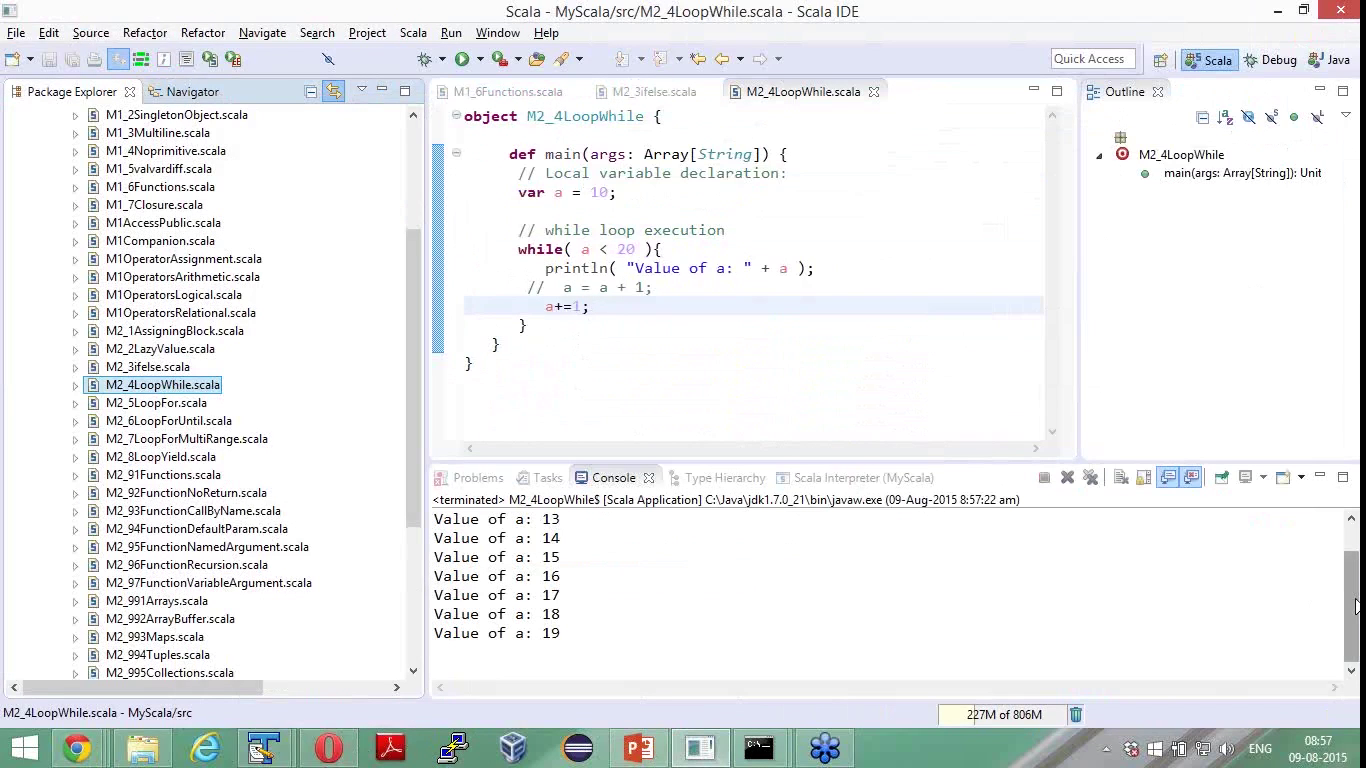 Scala - MyScala/src/M2_4LoopWhile.scala - Scala IDE
File Edit Source Refactor Refactor Navigate Search Project Scala Run Window Help
Quick Access
Scala Debug Java
Package Explorer Navigator
M1_2SingletonObject.scala
M1_3Multiline.scala
M1_4Noprimitive.scala
M1_5valvardiff.scala
M1_6Functions.scala
M1_7Closure.scala
M1AccessPublic.scala
M1Companion.scala
M1OperatorAssignment.scala
M1OperatorsArithmetic.scala
M1OperatorsLogical.scala
M1OperatorsRelational.scala
M2_1AssigningBlock.scala
M2_2LazyValue.scala
M2_3ifelse.scala
M2_4LoopWhile.scala
M2_5LoopFor.scala
M2_6LoopForUntil.scala
M2_7LoopForMultiRange.scala
M2_8LoopYield.scala
M2_91Functions.scala
M2_92FunctionNoReturn.scala
M2_93FunctionCallByName.scala
M2_94FunctionDefaultParam.scala
M2_95FunctionNamedArgument.scala
M2_96FunctionRecursion.scala
M2_97FunctionVariableArgument.scala
M2_991Arrays.scala
M2_992ArrayBuffer.scala
M2_993Maps.scala
M2_994Tuples.scala
M2_995Collections.scala
M1_6Functions.scala M2_3ifelse.scala M2_4LoopWhile.scala
object M2_4LoopWhile {
def main(args: Array[String]) {
// Local variable declaration:
var a = 10;
// while loop execution
while( a < 20 ){
println( "Value of a: " + a );
// a = a + 1;
a+=1;
}
}
}
Outline
M2_4LoopWhile
main(args: Array[String]): Unit
Problems Tasks Console Type Hierarchy Scala Interpreter (MyScala)
<terminated> M2_4LoopWhile$ [Scala Application] C:\Java\jdk1.7.0_21\bin\javaw.exe (09-Aug-2015 8:57:22 am)
Value of a: 13
Value of a: 14
Value of a: 15
Value of a: 16
Value of a: 17
Value of a: 18
Value of a: 19
M2_4LoopWhile.scala - MyScala/src
227M of 806M
ENG
08:57
09-08-2015